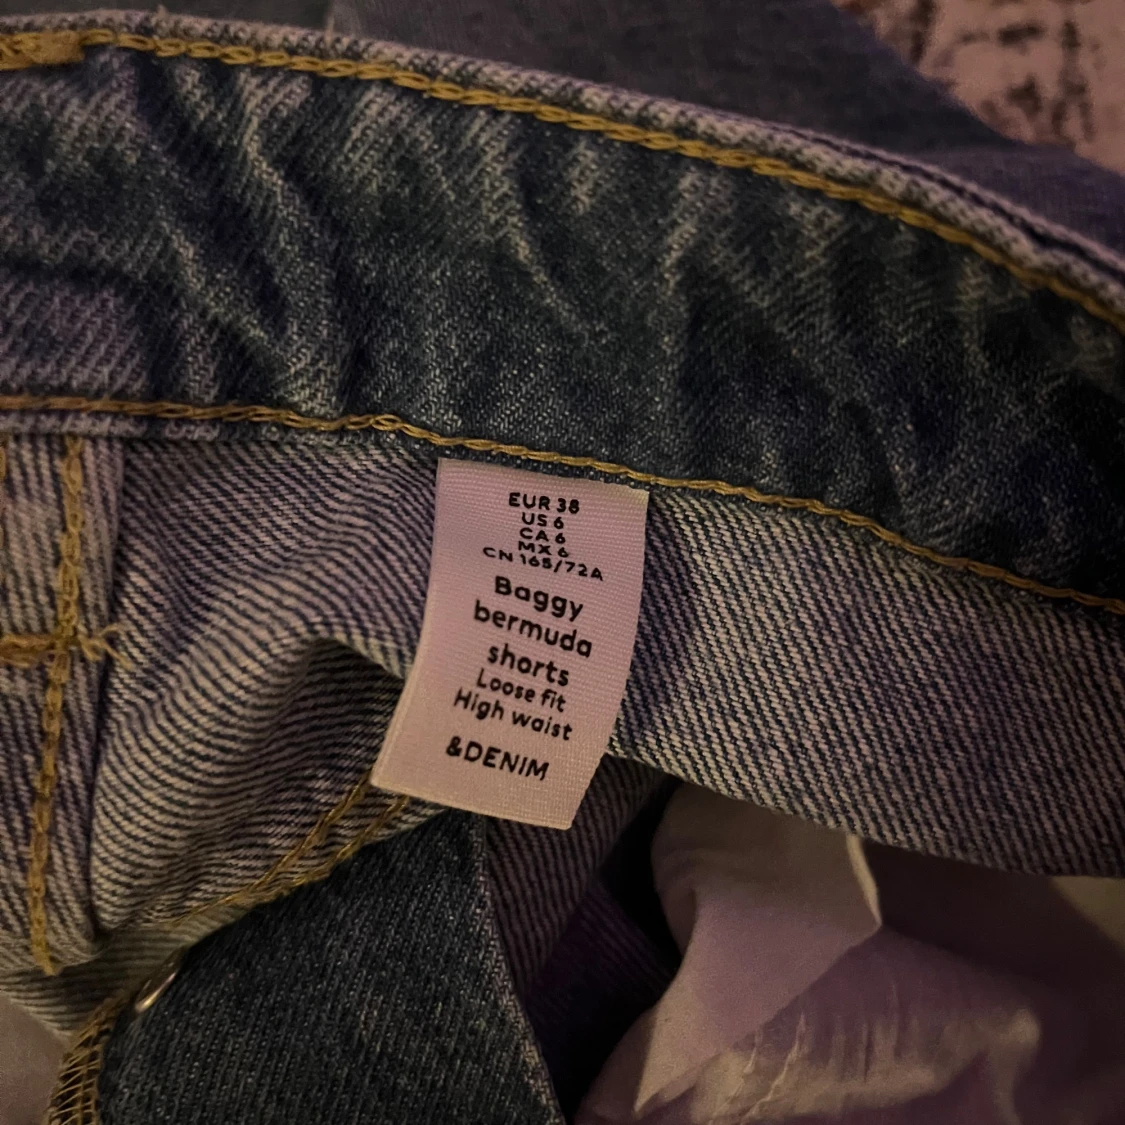 EUR 38
US 6
CA 6
MX 6
CN 165/72A
Baggy
bermuda
shorts
Loose fit
High waist
&DENIM